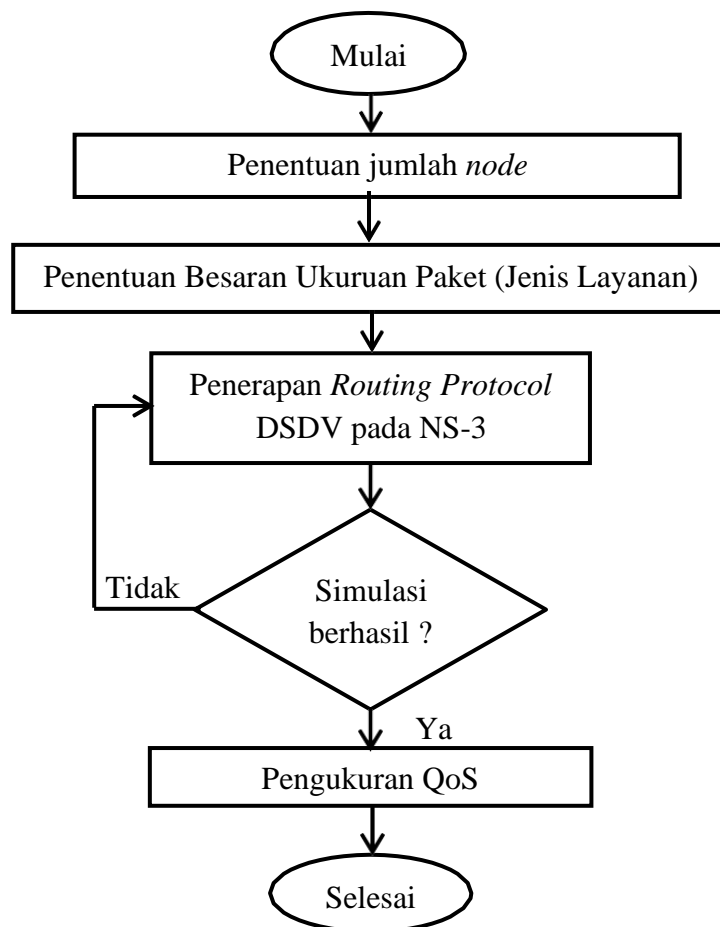 Mulai
Penentuan jumlah node
Penentuan Besaran Ukuruan Paket (Jenis Layanan)
Penerapan Routing Protocol
DSDV pada NS-3
Tidak
Simulasi
berhasil ?
Ya
Pengukuran QoS
Selesai